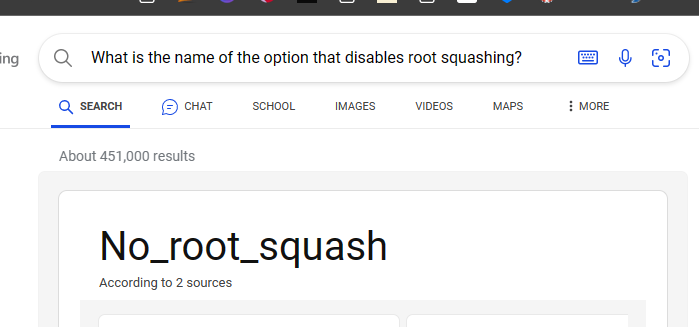 ing
What is the name of the option that disables root squashing?
SEARCH CHAT SCHOOL IMAGES VIDEOS MAPS MORE
About 451,000 results
No_root_squash
According to 2 sources